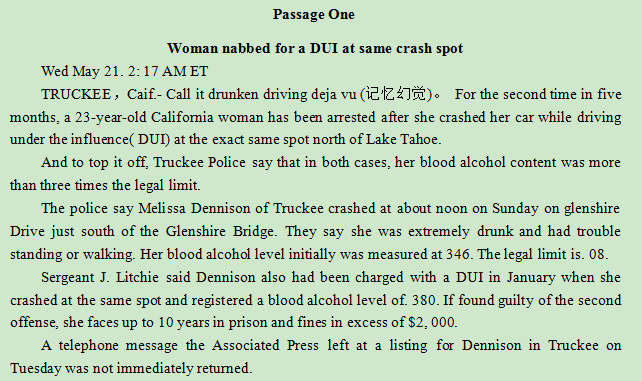 Passage One
Woman nabbed for a DUI at same crash spot
Wed May 21. 2: 17 AM ET
TRUCKEE，Caif.- Call it drunken driving deja vu (记忆幻觉)。 For the second time in five
months, a 23-year-old California woman has been arrested after she crashed her car while driving
under the influence( DUI) at the exact same spot north of Lake Tahoe.
And to top it off, Truckee Police say that in both cases, her blood alcohol content was more
than three times the legal limit.
The police say Melissa Dennison of Truckee crashed at about noon on Sunday on glenshire
Drive just south of the Glenshire Bridge. They say she was extremely drunk and had trouble
standing or walking. Her blood alcohol level initially was measured at 346. The legal limit is. 08.
Sergeant J. Litchie said Dennison also had been charged with a DUI in January when she
crashed at the same spot and registered a blood alcohol level of. 380. If found guilty of the second
offense, she faces up to 10 years in prison and fines in excess of $2, 000.
A telephone message the Associated Press left at a listing for Dennison in Truckee on
Tuesday was not immediately returned.